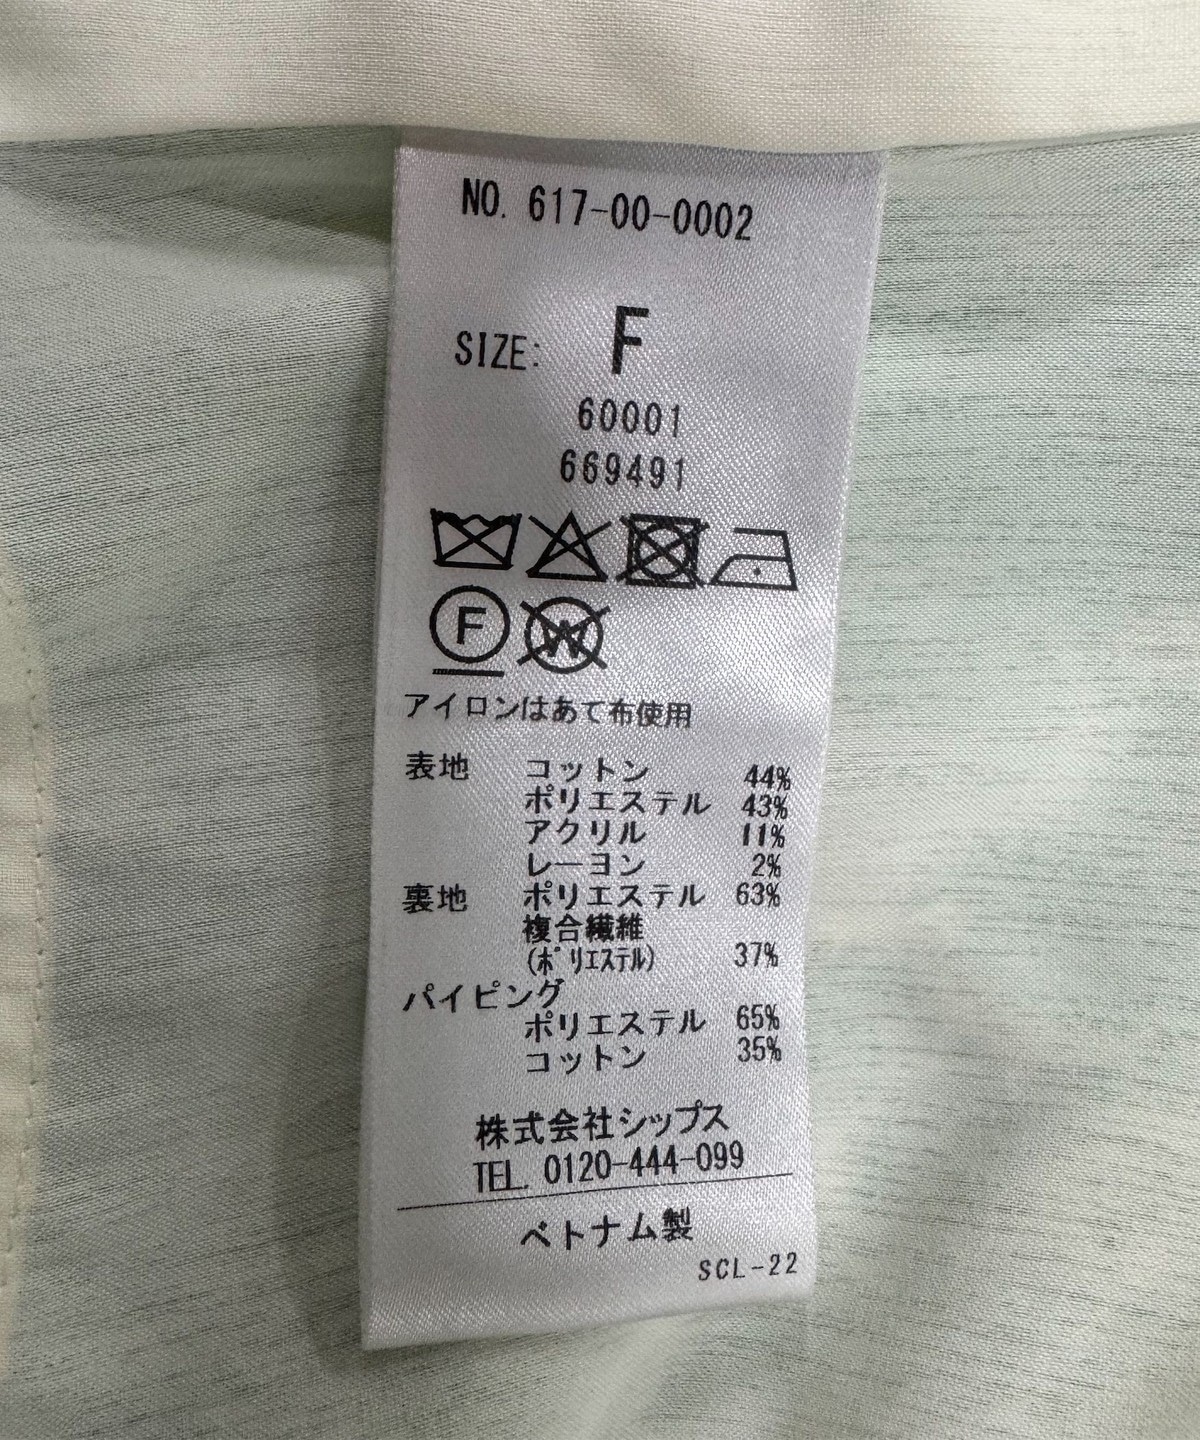 NO. 617-00-0002
SIZE: F
60001
669491
F
W
アイロンはあて布使用
表地 コットン 44%
ポリエステル 43%
アクリル 11%
レーヨン 2%
裏地 ポリエステル 63%
複合繊維
(ポリエステル) 37%
パイピング
ポリエステル 65%
コットン 35%
株式会社シップス
TEL. 0120-444-099
ベトナム製
SCL-22